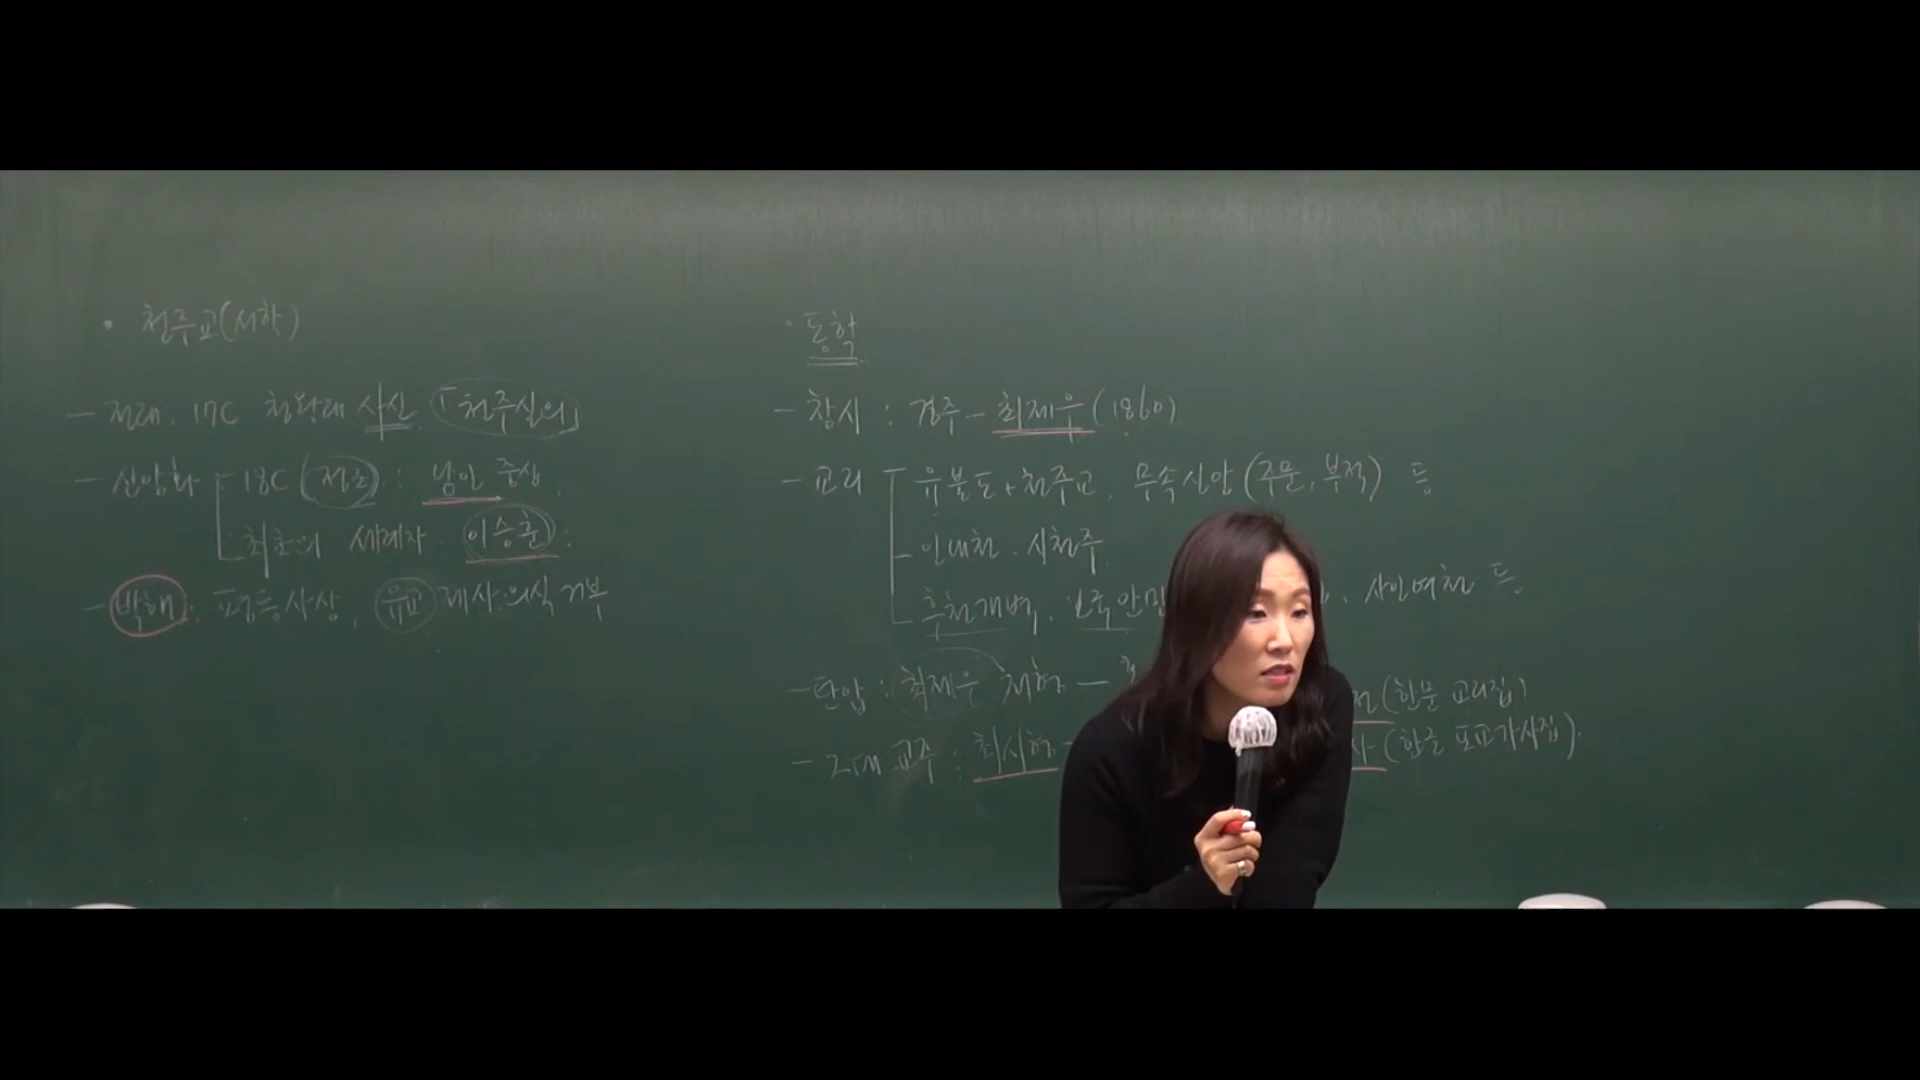 • 천주교(서학)
- 전래 : 17C 청왕래 사신. 「천주실의」
- 신앙화 18C (정조) : 남인 중심.
최초의 세례자. 이승훈.
- 박해 : 평등사상, 유교 제사의식 거부
• 동학
- 창시 : 경주 - 최제우(1860).
- 교리 유불도+천주교, 무속신앙(주문, 부적) 등
인내천. 시천주
후천개벽, 보국안민 사인여천 등.
- 탄압 : 최제우 처형 (한문 교리집)
- 2대 교주 : 최시형 - (한글 포교가사집).